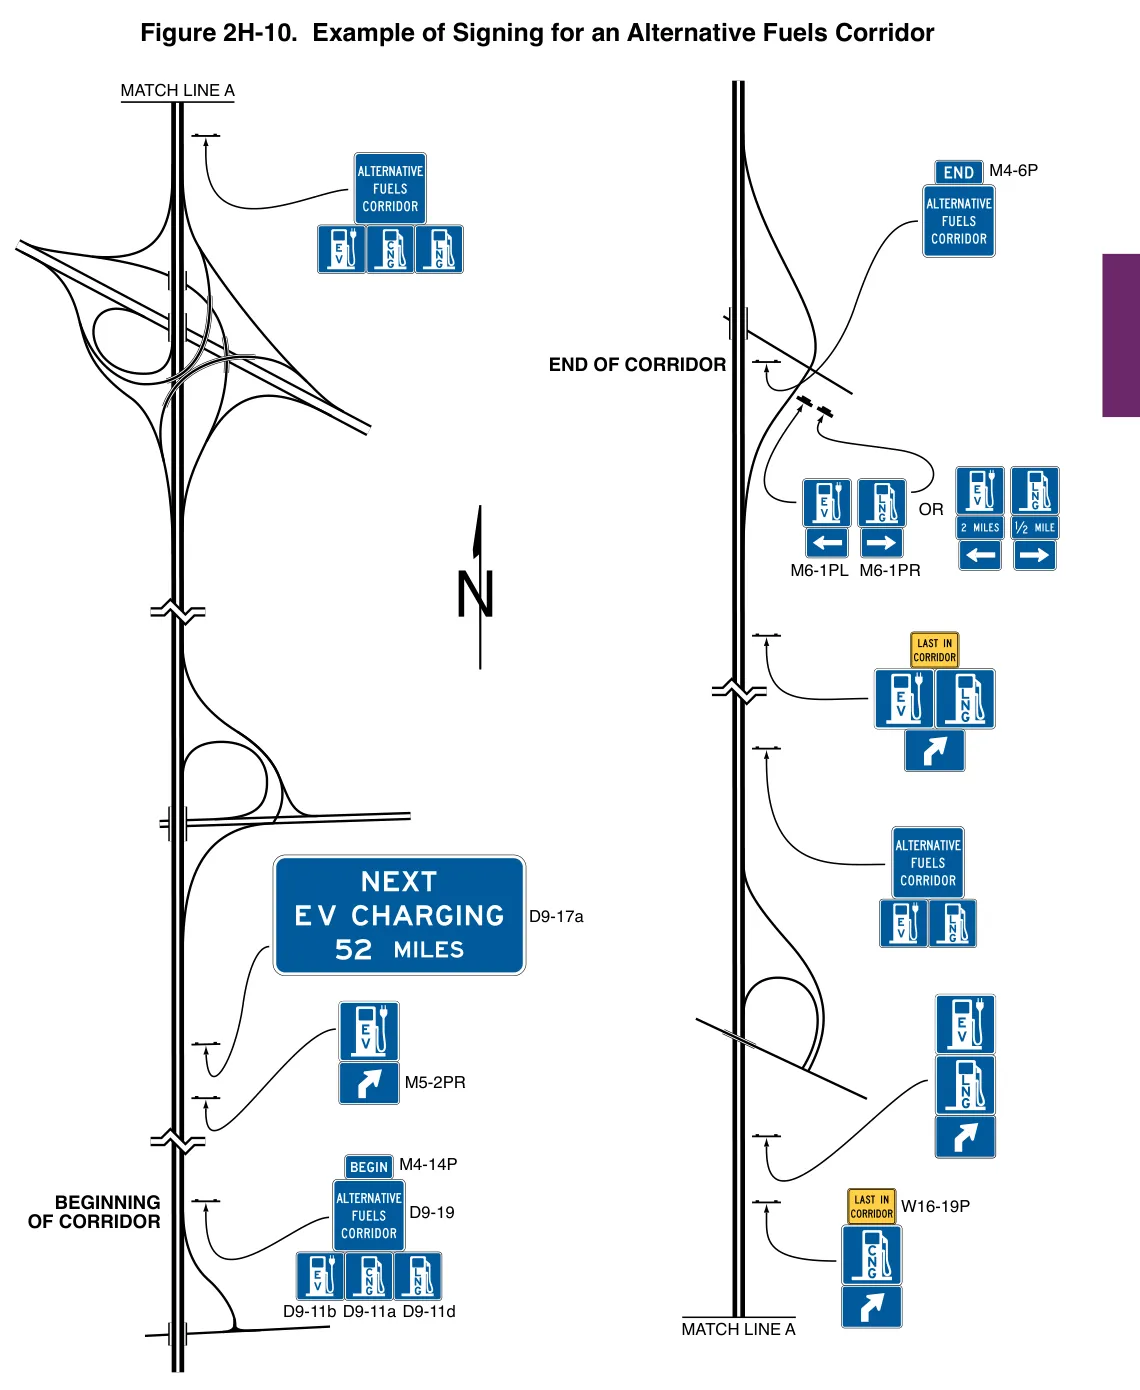 Figure 2H-10. Example of Signing for an Alternative Fuels Corridor
MATCH LINE A
ALTERNATIVE
FUELS
CORRIDOR
EV
CNG
LNG
NEXT
EV CHARGING
52 MILES
D9-17a
EV
M5-2PR
BEGINNING
OF CORRIDOR
BEGIN
M4-14P
ALTERNATIVE
FUELS
CORRIDOR
D9-19
EV
CNG
LNG
D9-11b D9-11a D9-11d
N
END
M4-6P
ALTERNATIVE
FUELS
CORRIDOR
END OF CORRIDOR
EV
LNG
M6-1PL M6-1PR
OR
EV
LNG
2 MILES
1/2 MILE
LAST IN
CORRIDOR
EV
LNG
ALTERNATIVE
FUELS
CORRIDOR
EV
LNG
EV
LNG
LAST IN
CORRIDOR
W16-19P
CNG
MATCH LINE A